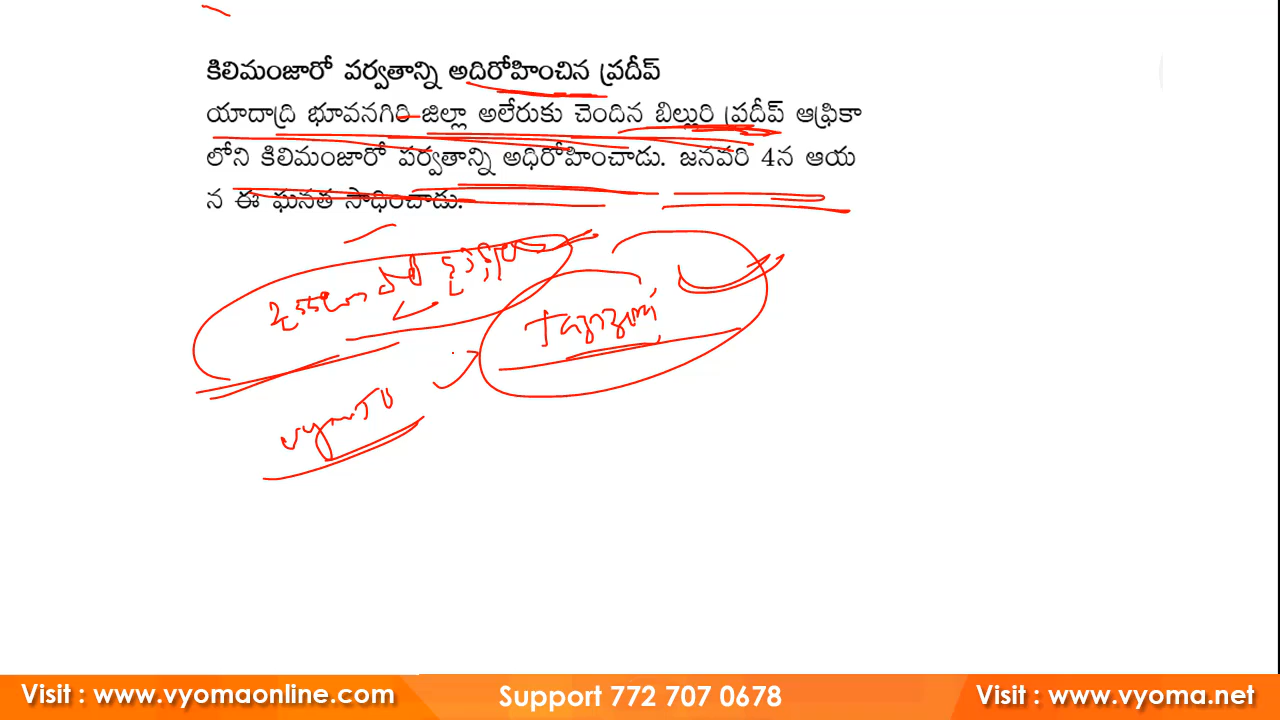 కిలిమంజారో పర్వతాన్ని అదిరోహించిన ప్రదీప్
యాదాద్రి భూవనగిరి జిల్లా అలేరుకు చెందిన బిల్లురి ప్రదీప్ ఆఫ్రికా
లోని కిలిమంజారో పర్వతాన్ని అధిరోహించాడు. జనవరి 4న ఆయ
న ఈ ఘనత సాధించాడు.
Visit : www.vyomaonline.com
Support 772 707 0678
Visit : www.vyoma.net